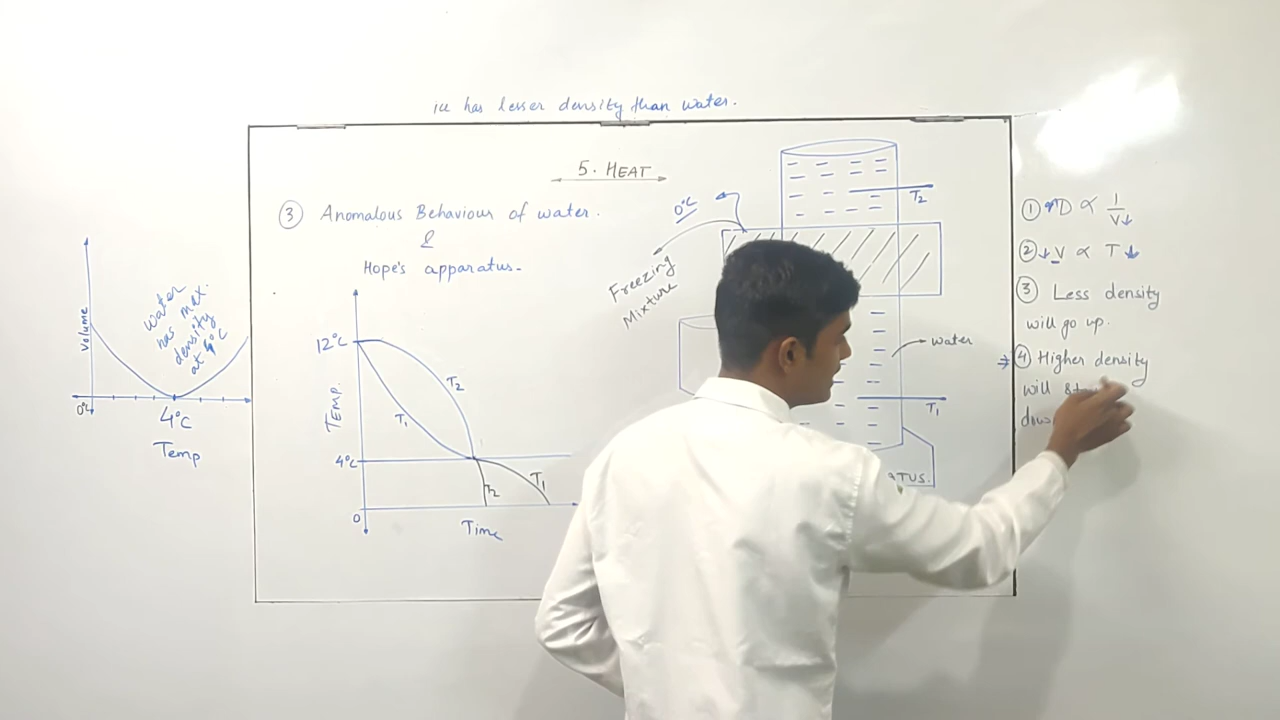 ice has lesser density than water.
5. HEAT
③ Anomalous Behaviour of water.
&
Hope's apparatus.
Volume
Water
has max.
density
at 4°C
0°C
4°C
Temp
12°C
TEMP.
4°C
0
T2
T1
T2
T1
Time
0°C
Freezing
Mixture
T2
water
T1
TUS.
① ↑D ∝ 1/V↓
② ↓V ∝ T↓
③ Less density
will go up.
⇒ ④ Higher density
will